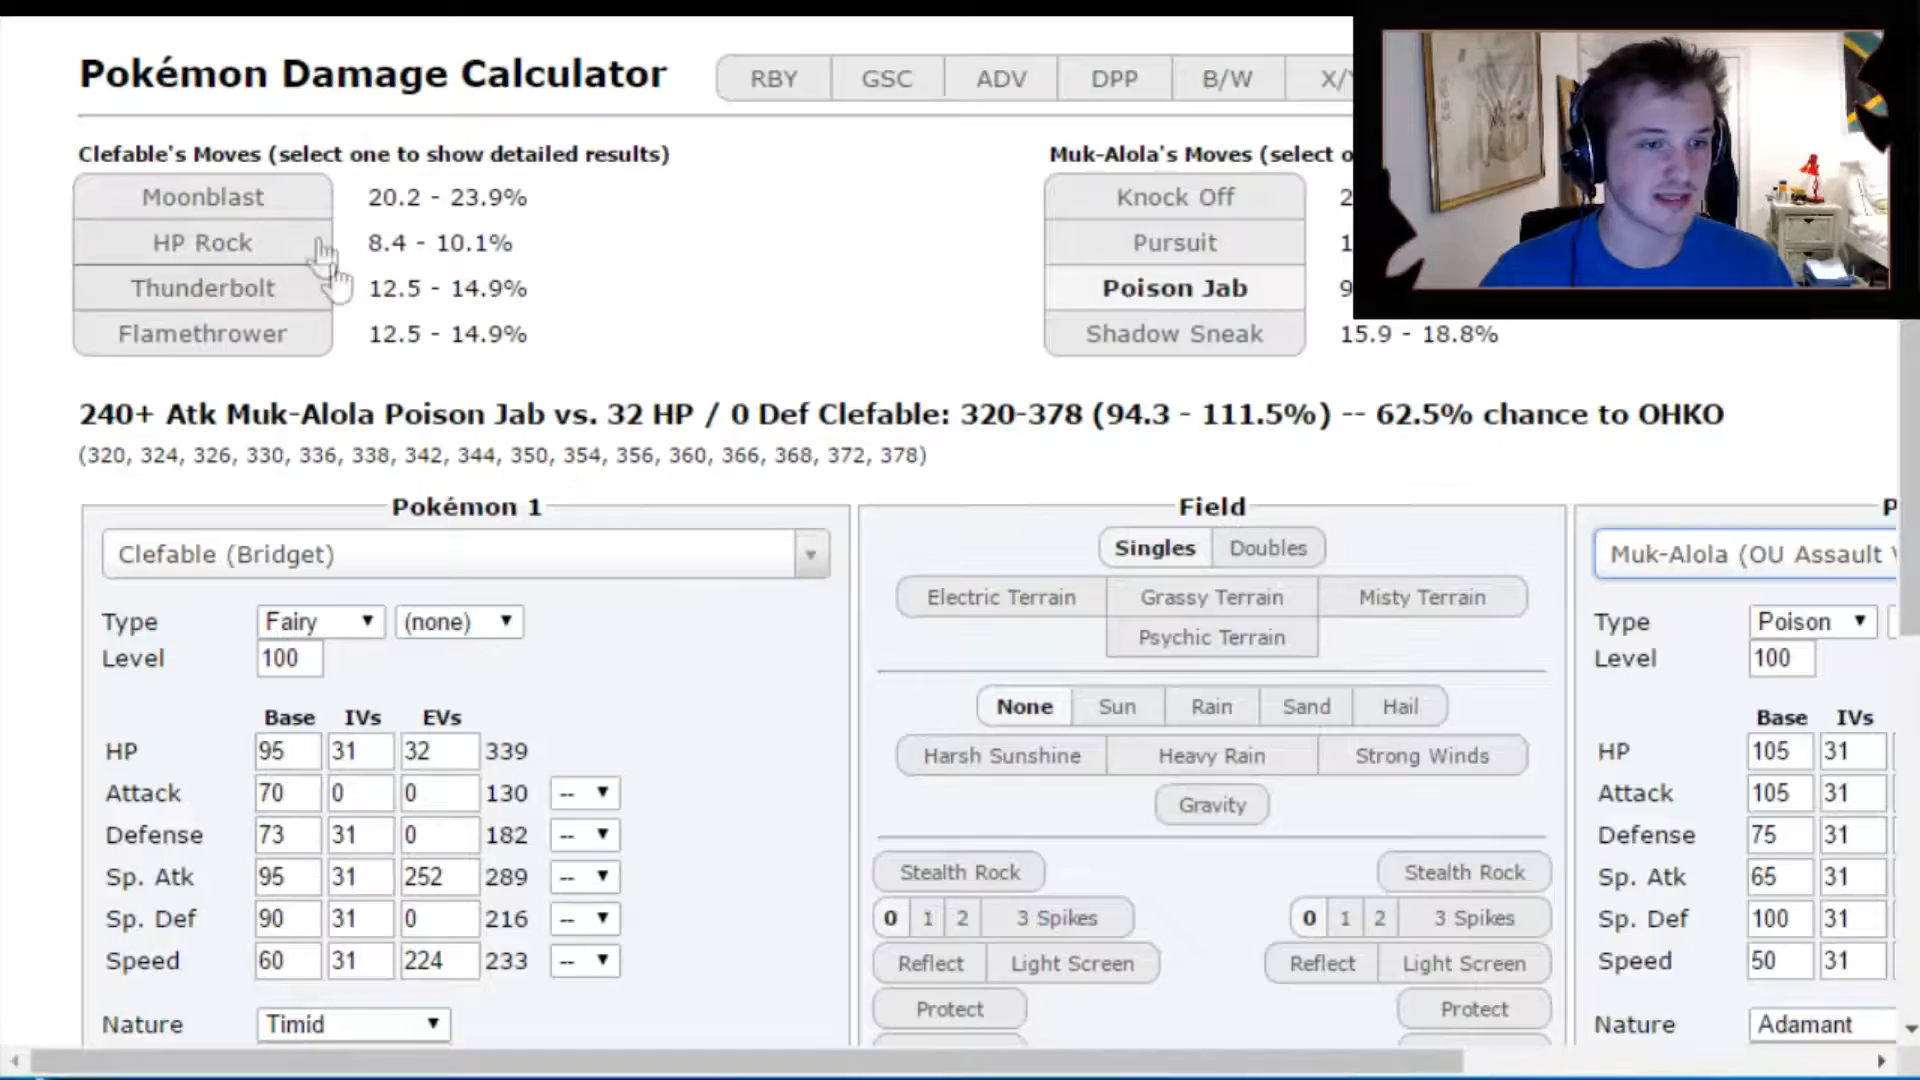 Pokémon Damage Calculator
RBY GSC ADV DPP B/W X/
Clefable's Moves (select one to show detailed results)
Muk-Alola's Moves (select o
Moonblast 20.2 - 23.9%
Knock Off 2
HP Rock 8.4 - 10.1%
Pursuit 1
Thunderbolt 12.5 - 14.9%
Poison Jab 9
Flamethrower 12.5 - 14.9%
Shadow Sneak 15.9 - 18.8%
240+ Atk Muk-Alola Poison Jab vs. 32 HP / 0 Def Clefable: 320-378 (94.3 - 111.5%) -- 62.5% chance to OHKO
(320, 324, 326, 330, 336, 338, 342, 344, 350, 354, 356, 360, 366, 368, 372, 378)
Pokémon 1
Clefable (Bridget)
Type Fairy (none)
Level 100
Base IVs EVs
HP 95 31 32 339
Attack 70 0 0 130 --
Defense 73 31 0 182 --
Sp. Atk 95 31 252 289 --
Sp. Def 90 31 0 216 --
Speed 60 31 224 233 --
Nature Timid
Field
Singles Doubles
Electric Terrain Grassy Terrain Misty Terrain
Psychic Terrain
None Sun Rain Sand Hail
Harsh Sunshine Heavy Rain Strong Winds
Gravity
Stealth Rock Stealth Rock
0 1 2 3 Spikes 0 1 2 3 Spikes
Reflect Light Screen Reflect Light Screen
Protect Protect
P
Muk-Alola (OU Assault
Type Poison
Level 100
Base IVs
HP 105 31
Attack 105 31
Defense 75 31
Sp. Atk 65 31
Sp. Def 100 31
Speed 50 31
Nature Adamant